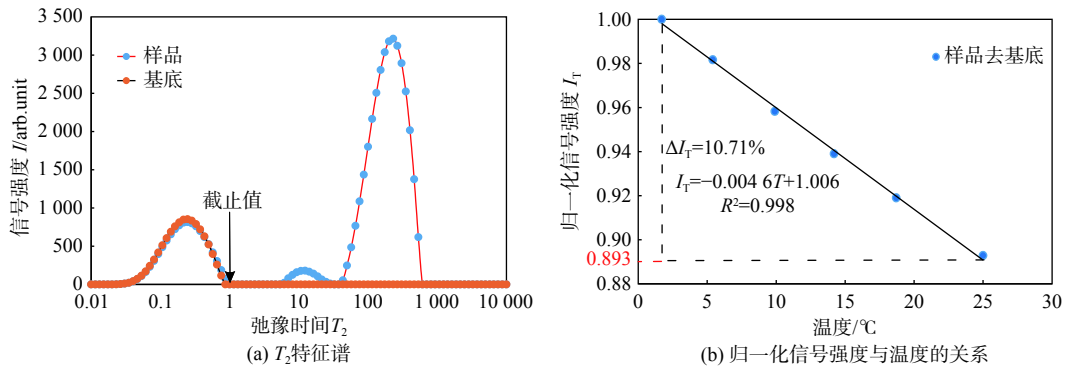 3 500
3 000
2 500
2 000
1 500
1 000
500
0
信号强度 I/arb.unit
样品
基底
截止值
0.01 0.1 1 10 100 1 000 10 000
弛豫时间T₂
(a) T₂特征谱
1.00
0.98
0.96
0.94
0.92
0.90
0.893
0.88
归一化信号强度 I_T
样品去基底
ΔI_T=10.71%
I_T=−0.004 6T+1.006
R²=0.998
0 5 10 15 20 25 30
温度/℃
(b) 归一化信号强度与温度的关系